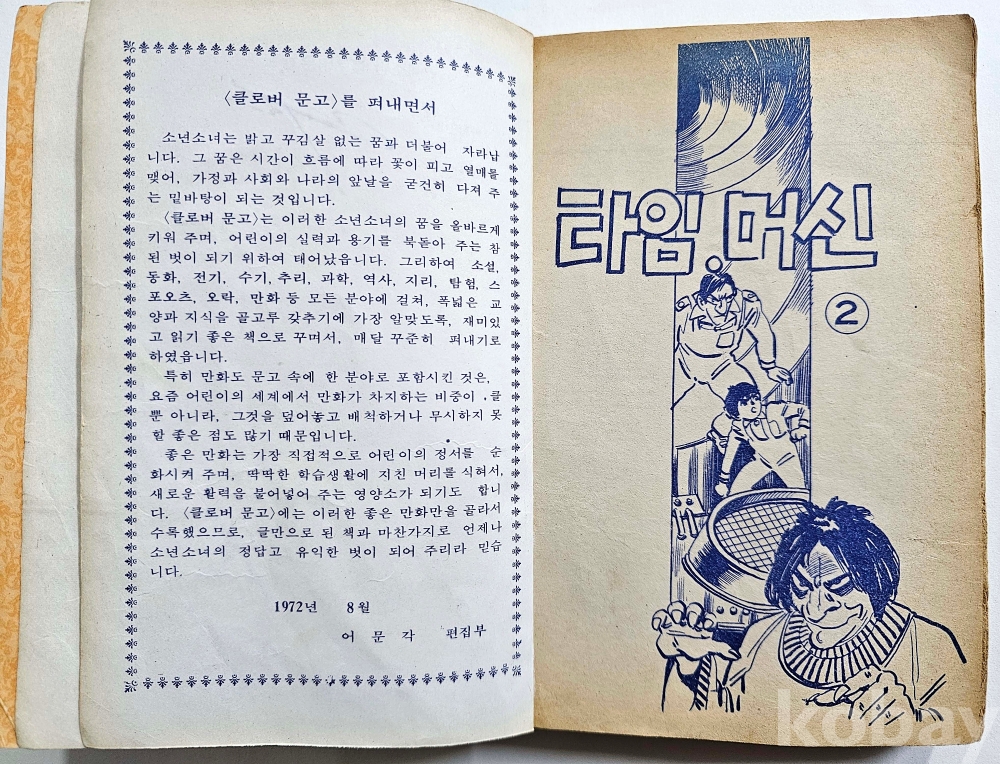 〈클로버 문고〉를 펴내면서
소년소녀는 밝고 꾸김살 없는 꿈과 더불어 자라납
니다. 그 꿈은 시간이 흐름에 따라 꽃이 피고 열매를
맺어, 가정과 사회와 나라의 앞날을 굳건히 다져 주
는 밑바탕이 되는 것입니다.
〈클로버 문고〉는 이러한 소년소녀의 꿈을 올바르게
키워 주며, 어린이의 실력과 용기를 북돋아 주는 참
된 벗이 되기 위하여 태어났읍니다. 그리하여 소설,
동화, 전기, 수기, 추리, 과학, 역사, 지리, 탐험, 스
포오츠, 오락, 만화 등 모든 분야에 걸쳐, 폭넓은 교
양과 지식을 골고루 갖추기에 가장 알맞도록, 재미있
고 읽기 좋은 책으로 꾸며서, 매달 꾸준히 펴내기로
하였읍니다.
특히 만화도 문고 속에 한 분야로 포함시킨 것은,
요즘 어린이의 세계에서 만화가 차지하는 비중이 클
뿐 아니라, 그것을 덮어놓고 배척하거나 무시하지 못
할 좋은 점도 많기 때문입니다.
좋은 만화는 가장 직접적으로 어린이의 정서를 순
화시켜 주며, 딱딱한 학습생활에 지친 머리를 식혀서,
새로운 활력을 불어넣어 주는 영양소가 되기도 합니
다. 〈클로버 문고〉에는 이러한 좋은 만화만을 골라서
수록했으므로, 글만으로 된 책과 마찬가지로 언제나
소년소녀의 정답고 유익한 벗이 되어 주리라 믿습
니다.
1972년 8월
어문각 편집부
타임.머신
②
TR
kobay